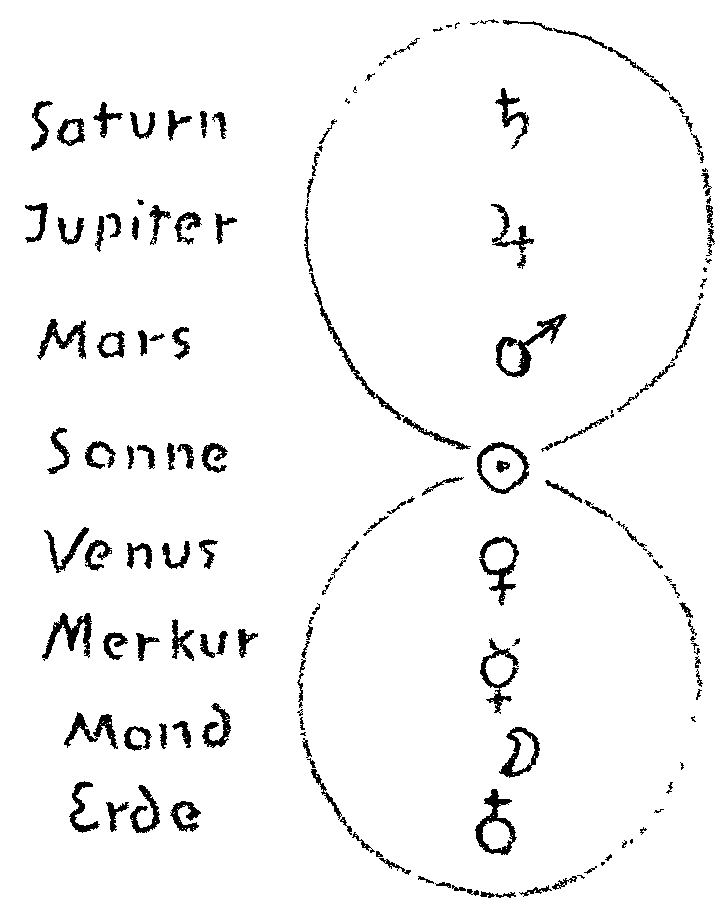 Saturn ♄
Jupiter ♃
Mars ♂
Sonne ☉
Venus ♀
Merkur ☿
Mond ☽
Erde ♁